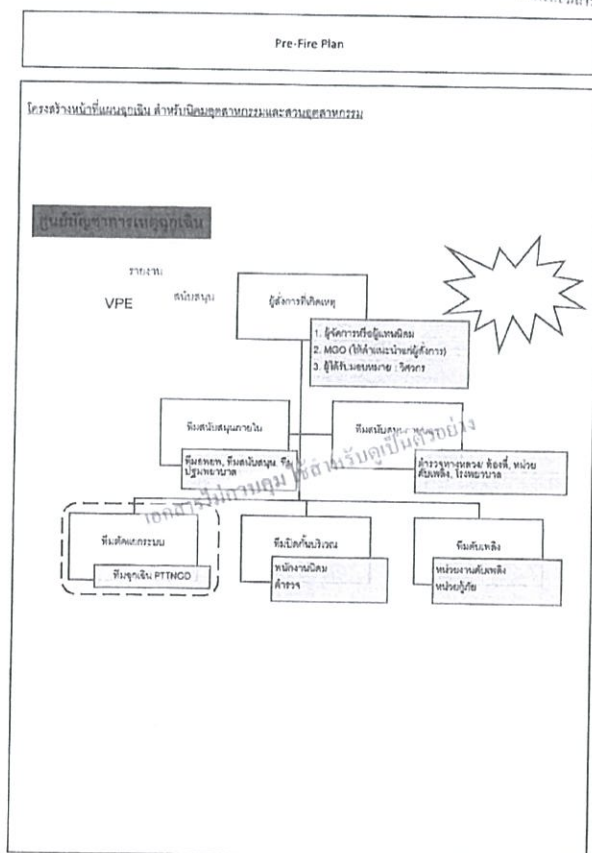 Pre-Fire Plan
โครงสร้างหน้าที่แผนฉุกเฉิน สำหรับนิคมอุตสาหกรรมและสวนอุตสาหกรรม
ศูนย์บัญชาการเหตุฉุกเฉิน
รายงาน
VPE
สนับสนุน
ผู้สั่งการที่เกิดเหตุ
1. ผู้จัดการหรือผู้แทนนิคม
2. MGO (ให้คำแนะนำแก่ผู้สั่งการ)
3. ผู้ได้รับมอบหมาย : วิศวกร
ทีมสนับสนุนภายใน
ทีมอพยพ, ทีมสนับสนุน, ทีม
ปฐมพยาบาล
ทีมสนับสนุน
ตำรวจทางหลวง/ ท้องที่, หน่วย
ดับเพลิง, โรงพยาบาล
เอกสารไม่ควบคุม ใช้สำหรับดูเป็นตัวอย่าง
ทีมตัดแยกระบบ
ทีมฉุกเฉิน PTTNGD
ทีมปิดกั้นบริเวณ
พนักงานนิคม
ตำรวจ
ทีมดับเพลิง
หน่วยงานดับเพลิง
หน่วยกู้ภัย